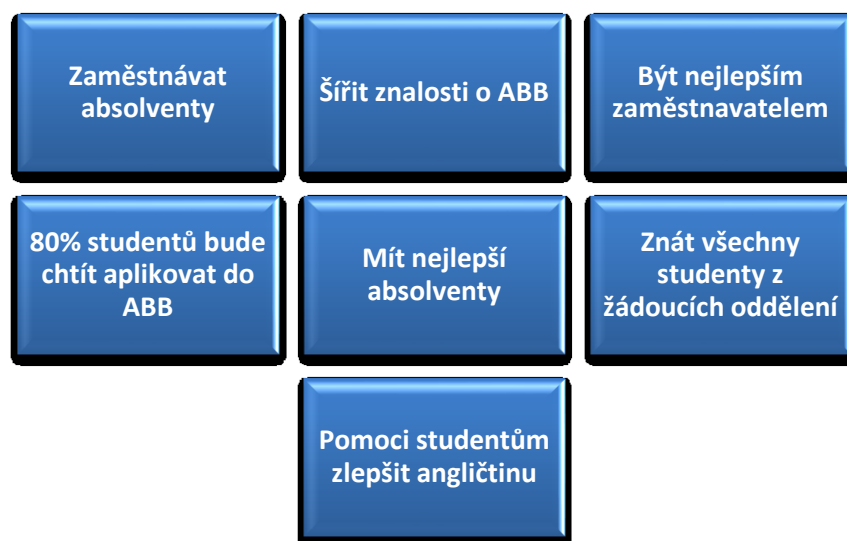 Zaměstnávat
absolventy
Šířit znalosti o ABB
Být nejlepším
zaměstnavatelem
80% studentů bude
chtít aplikovat do
ABB
Mít nejlepší
absolventy
Znát všechny
studenty z
žádoucích oddělení
Pomoci studentům
zlepšit angličtinu